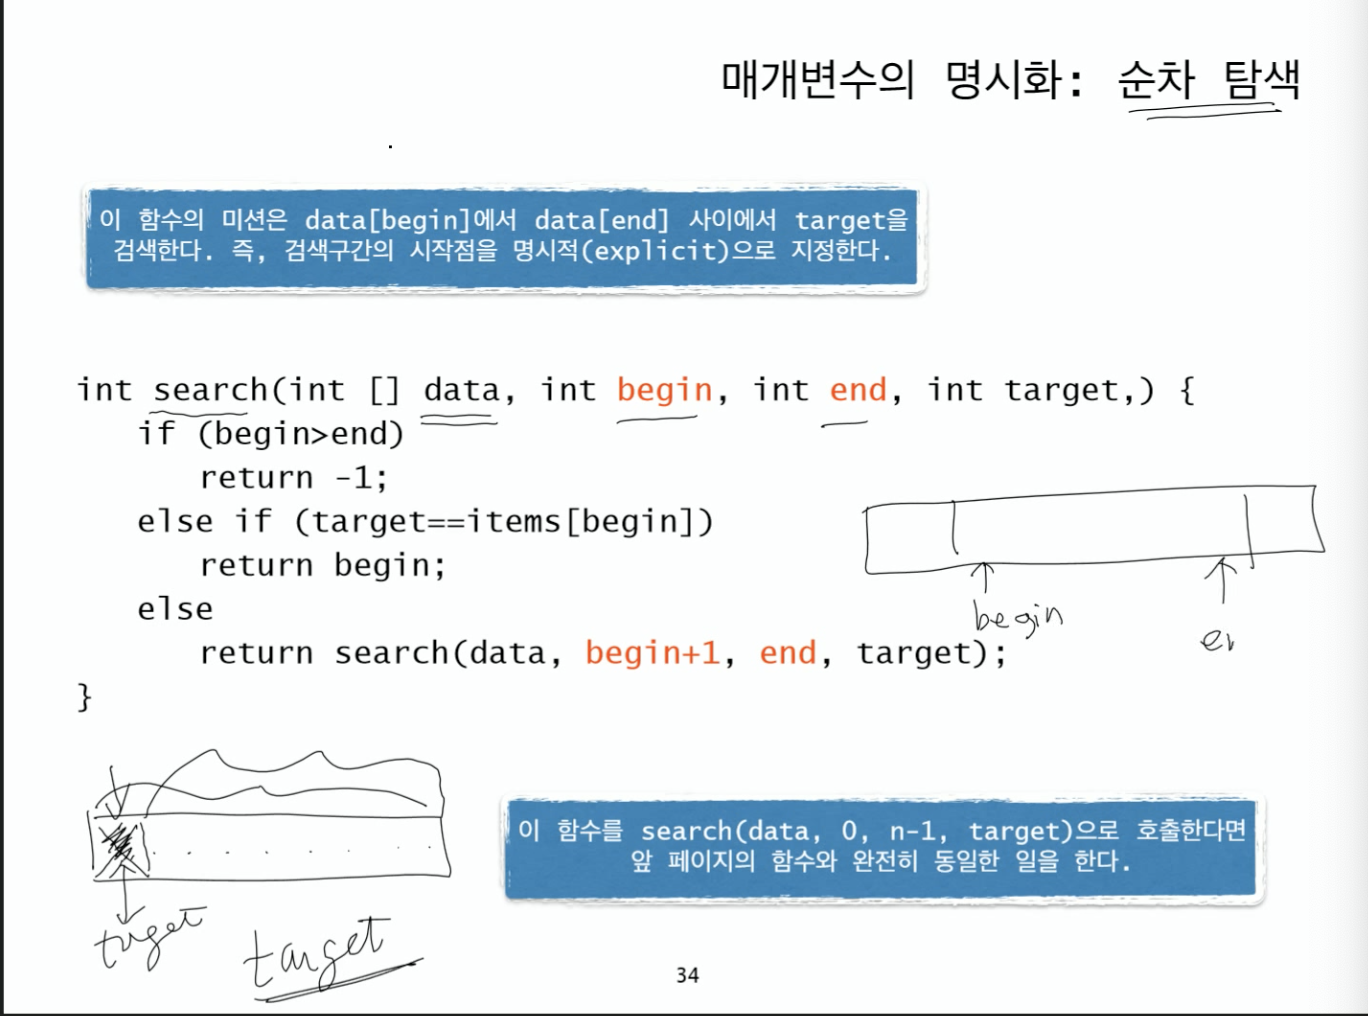 매개변수의 명시화: 순차 탐색
이 함수의 미션은 data[begin]에서 data[end] 사이에서 target을
검색한다. 즉, 검색구간의 시작점을 명시적(explicit)으로 지정한다.
int search(int [] data, int begin, int end, int target,) {
if (begin>end)
return -1;
else if (target==items[begin])
return begin;
else
return search(data, begin+1, end, target);
}
begin
en
이 함수를 search(data, 0, n-1, target)으로 호출한다면
앞 페이지의 함수와 완전히 동일한 일을 한다.
target
target
34